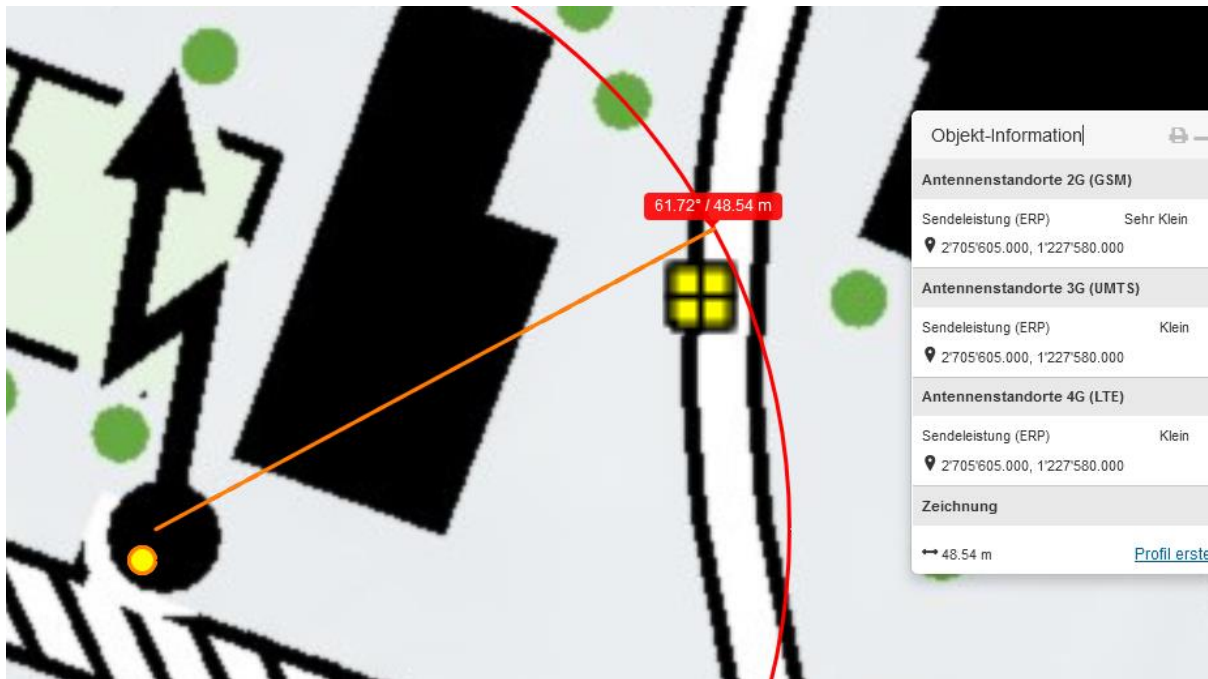 61.72° / 48.54 m
Objekt-Information
Antennenstandorte 2G (GSM)
Sendeleistung (ERP) Sehr Klein
2'705'605.000, 1'227'580.000
Antennenstandorte 3G (UMTS)
Sendeleistung (ERP) Klein
2'705'605.000, 1'227'580.000
Antennenstandorte 4G (LTE)
Sendeleistung (ERP) Klein
2'705'605.000, 1'227'580.000
Zeichnung
48.54 m Profil erste